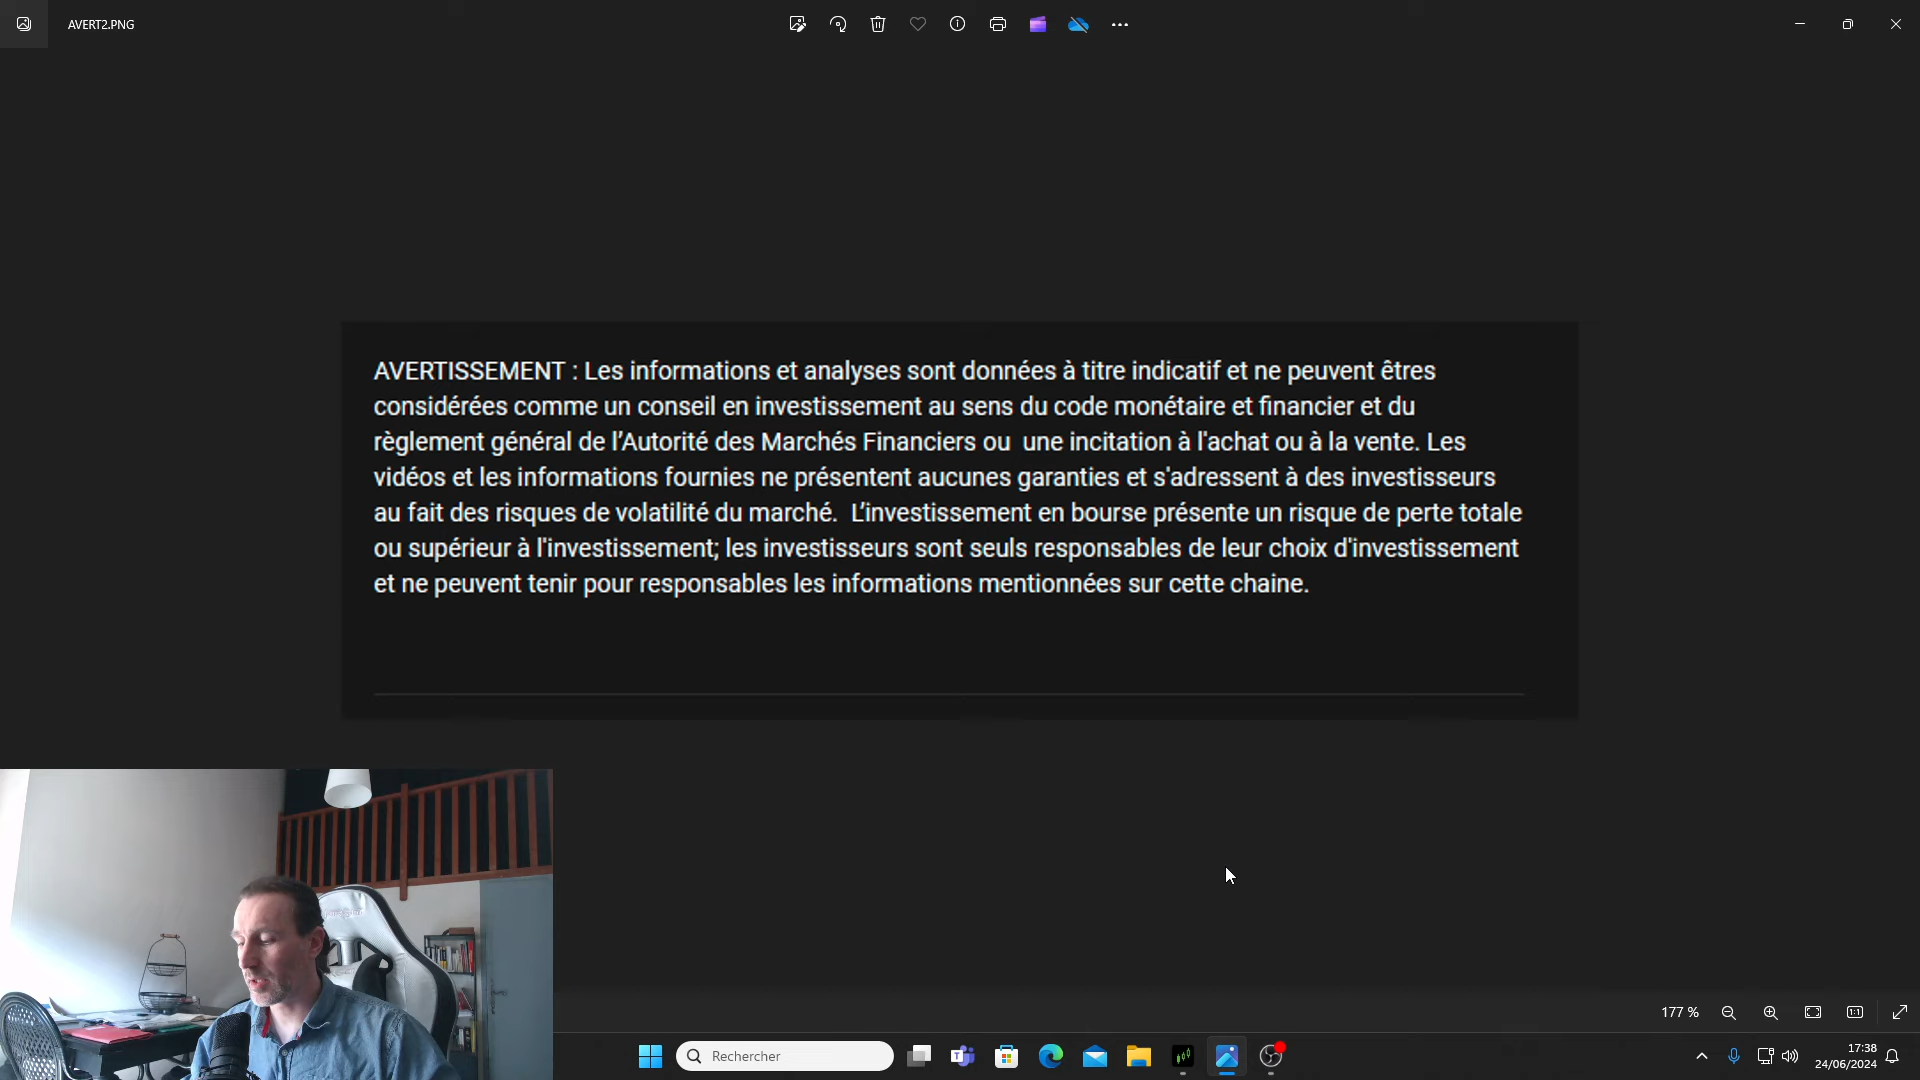 AVERT2.PNG
AVERTISSEMENT : Les informations et analyses sont données à titre indicatif et ne peuvent êtres
considérées comme un conseil en investissement au sens du code monétaire et financier et du
règlement général de l'Autorité des Marchés Financiers ou  une incitation à l'achat ou à la vente. Les
vidéos et les informations fournies ne présentent aucunes garanties et s'adressent à des investisseurs
au fait des risques de volatilité du marché.  L'investissement en bourse présente un risque de perte totale
ou supérieur à l'investissement; les investisseurs sont seuls responsables de leur choix d'investissement
et ne peuvent tenir pour responsables les informations mentionnées sur cette chaine.
177 %
1:1
Rechercher
17:38
24/06/2024